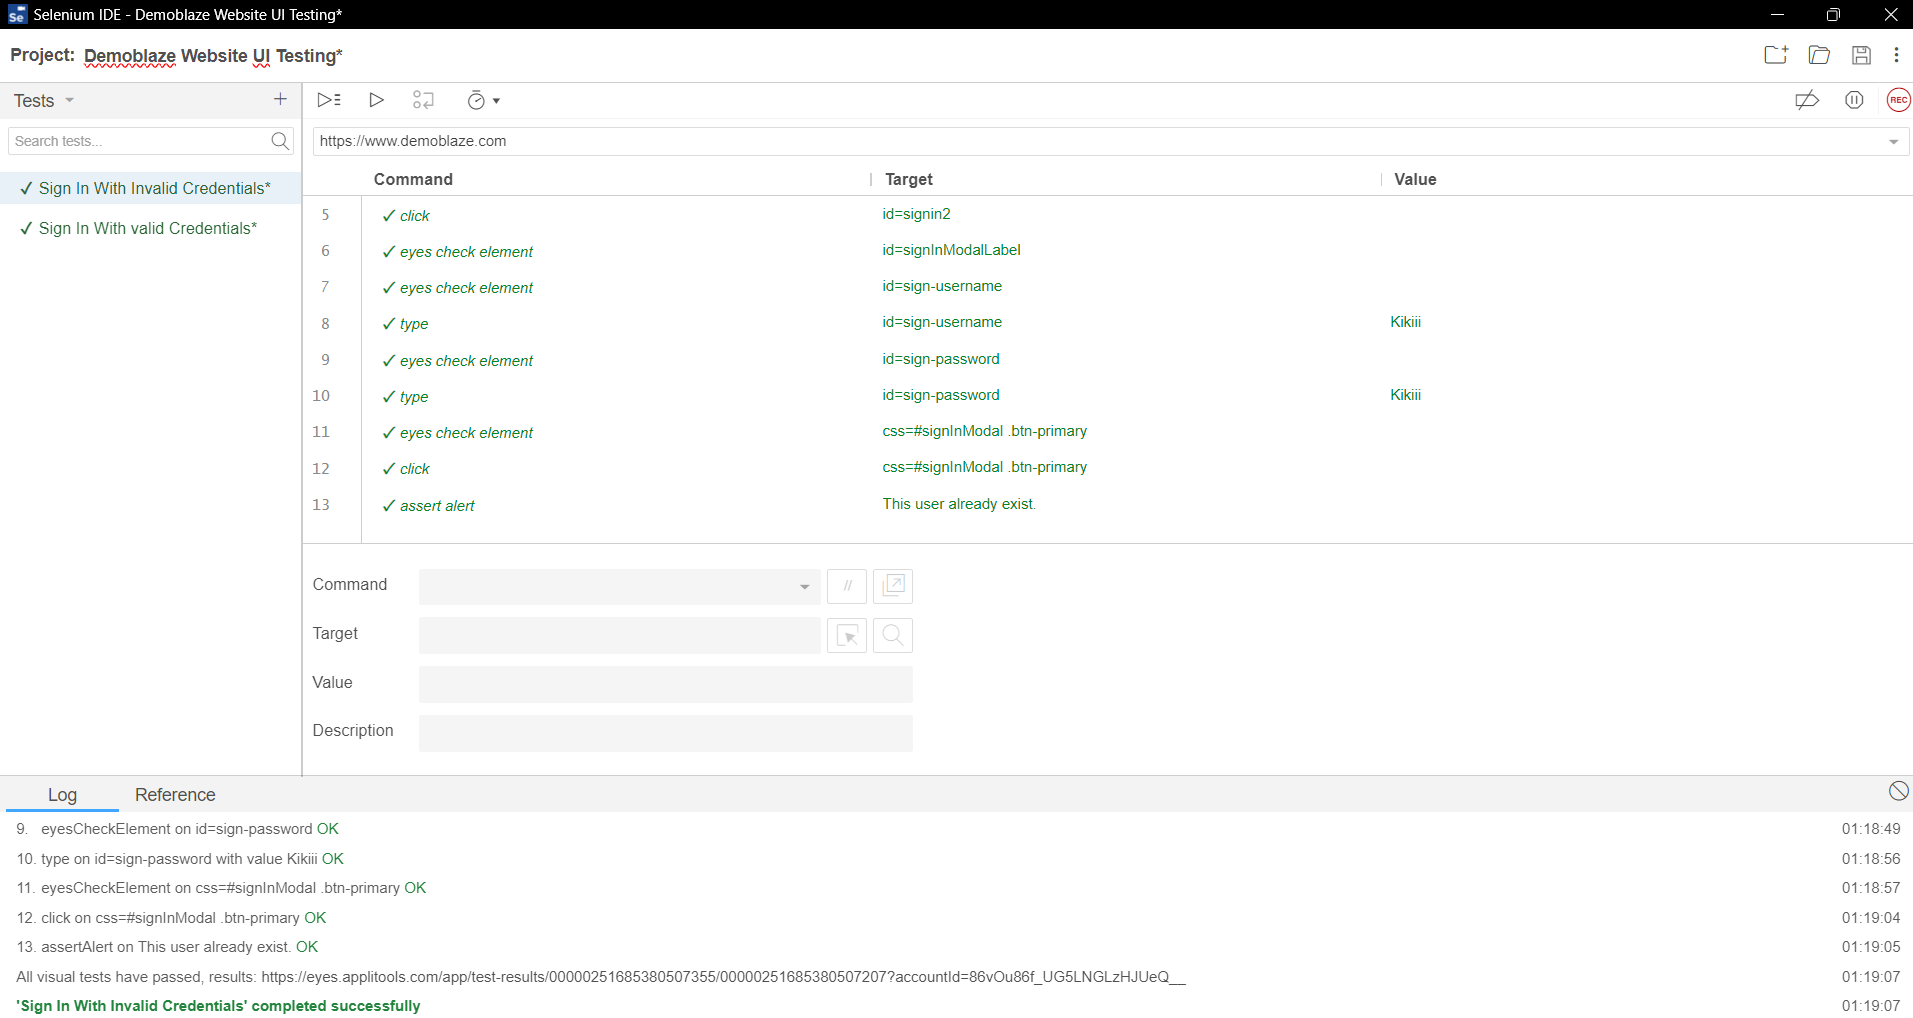 Se Selenium IDE - Demoblaze Website UI Testing*
Project: Demoblaze Website UI Testing*
Tests
REC
Search tests...
https://www.demoblaze.com
Command Target Value
✓ Sign In With Invalid Credentials*
✓ Sign In With valid Credentials*
5 ✓ click id=signin2
6 ✓ eyes check element id=signInModalLabel
7 ✓ eyes check element id=sign-username
8 ✓ type id=sign-username Kikiii
9 ✓ eyes check element id=sign-password
10 ✓ type id=sign-password Kikiii
11 ✓ eyes check element css=#signInModal .btn-primary
12 ✓ click css=#signInModal .btn-primary
13 ✓ assert alert This user already exist.
Command //
Target
Value
Description
Log Reference
9. eyesCheckElement on id=sign-password OK 01:18:49
10. type on id=sign-password with value Kikiii OK 01:18:56
11. eyesCheckElement on css=#signInModal .btn-primary OK 01:18:57
12. click on css=#signInModal .btn-primary OK 01:19:04
13. assertAlert on This user already exist. OK 01:19:05
All visual tests have passed, results: https://eyes.applitools.com/app/test-results/00000251685380507355/00000251685380507207?accountId=86vOu86f_UG5LNGLzHJUeQ__ 01:19:07
'Sign In With Invalid Credentials' completed successfully 01:19:07